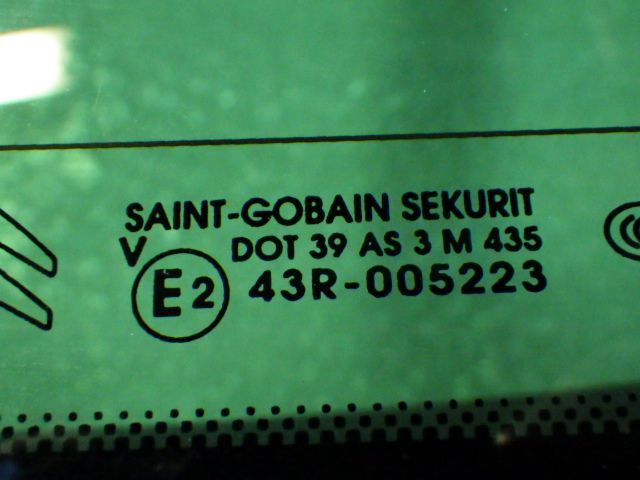 SAINT-GOBAIN SEKURIT
V DOT 39 AS 3 M 435
E2 43R-005223